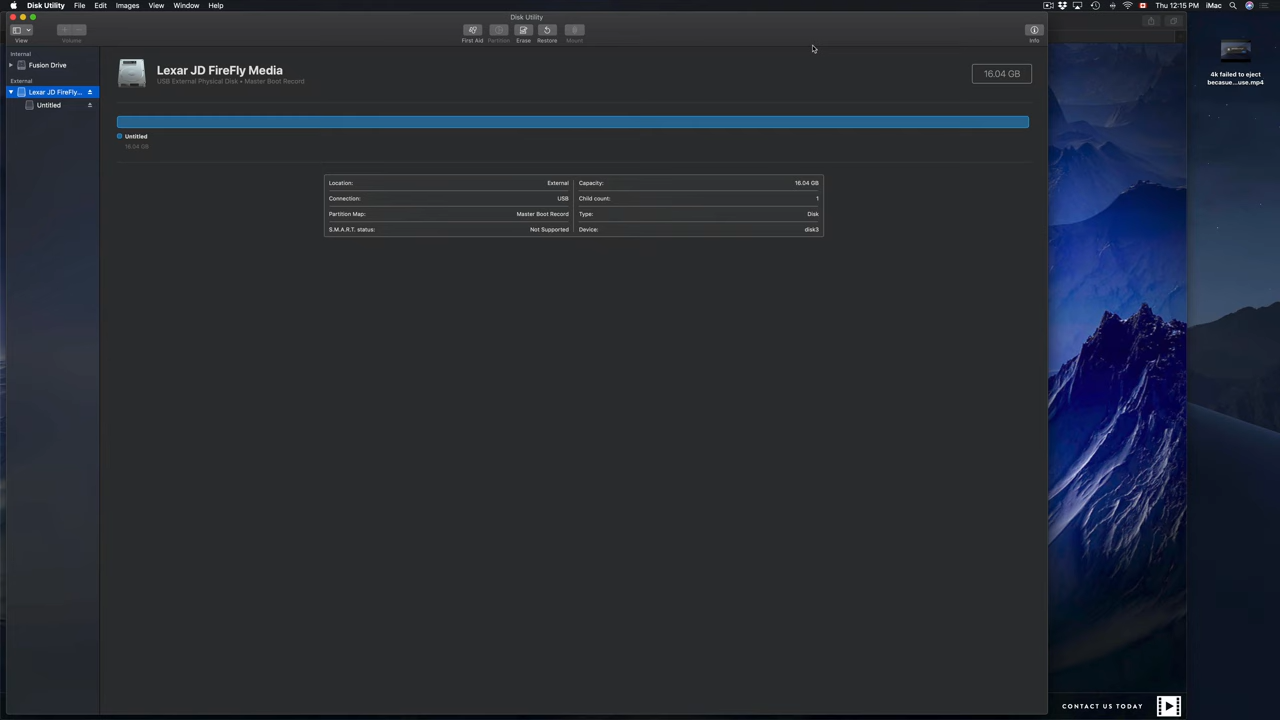 Disk Utility File Edit Images View Window Help Thu 12:15 PM iMac
Disk Utility
View Volume First Aid Partition Erase Restore Mount Info
Internal
Fusion Drive
External
Lexar JD FireFly...
Untitled
Lexar JD FireFly Media
USB External Physical Disk • Master Boot Record
16.04 GB
Untitled
16.04 GB
Location: External
Connection: USB
Partition Map: Master Boot Record
S.M.A.R.T. status: Not Supported
Capacity: 16.04 GB
Child count: 1
Type: Disk
Device: disk3
4k failed to eject
becasue...use.mp4
CONTACT US TODAY